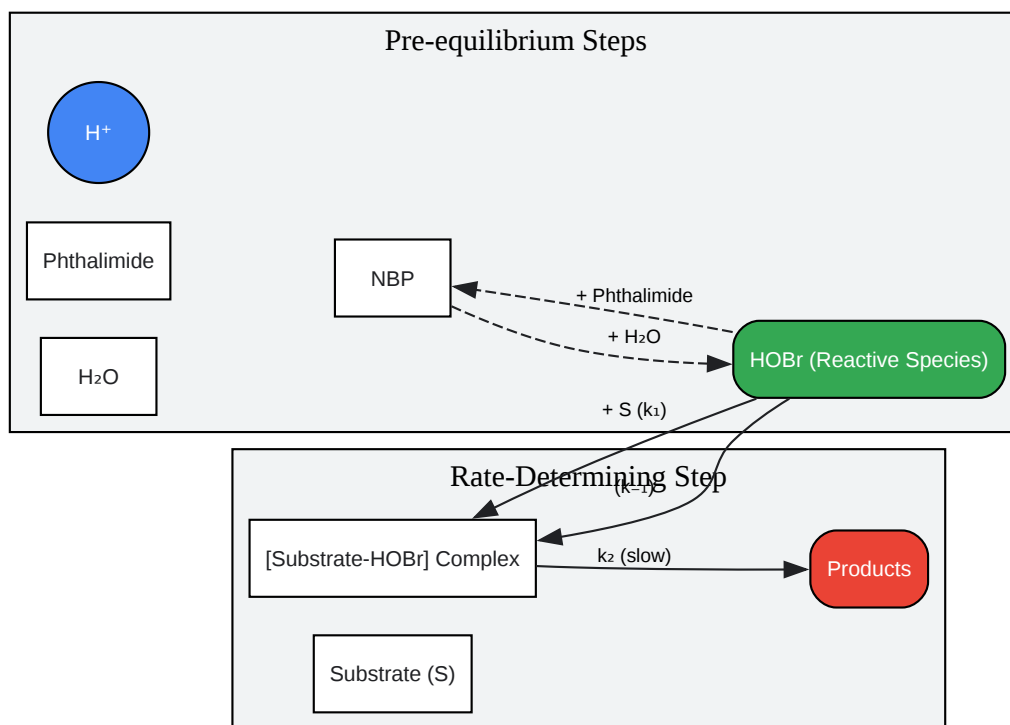 Pre-equilibrium Steps
H⁺
Phthalimide
NBP
+ Phthalimide
+ H₂O
HOBr (Reactive Species)
H₂O
+ S (k₁)
Rate-Determining Step
(k₋₁)
[Substrate-HOBr] Complex
k₂ (slow)
Products
Substrate (S)